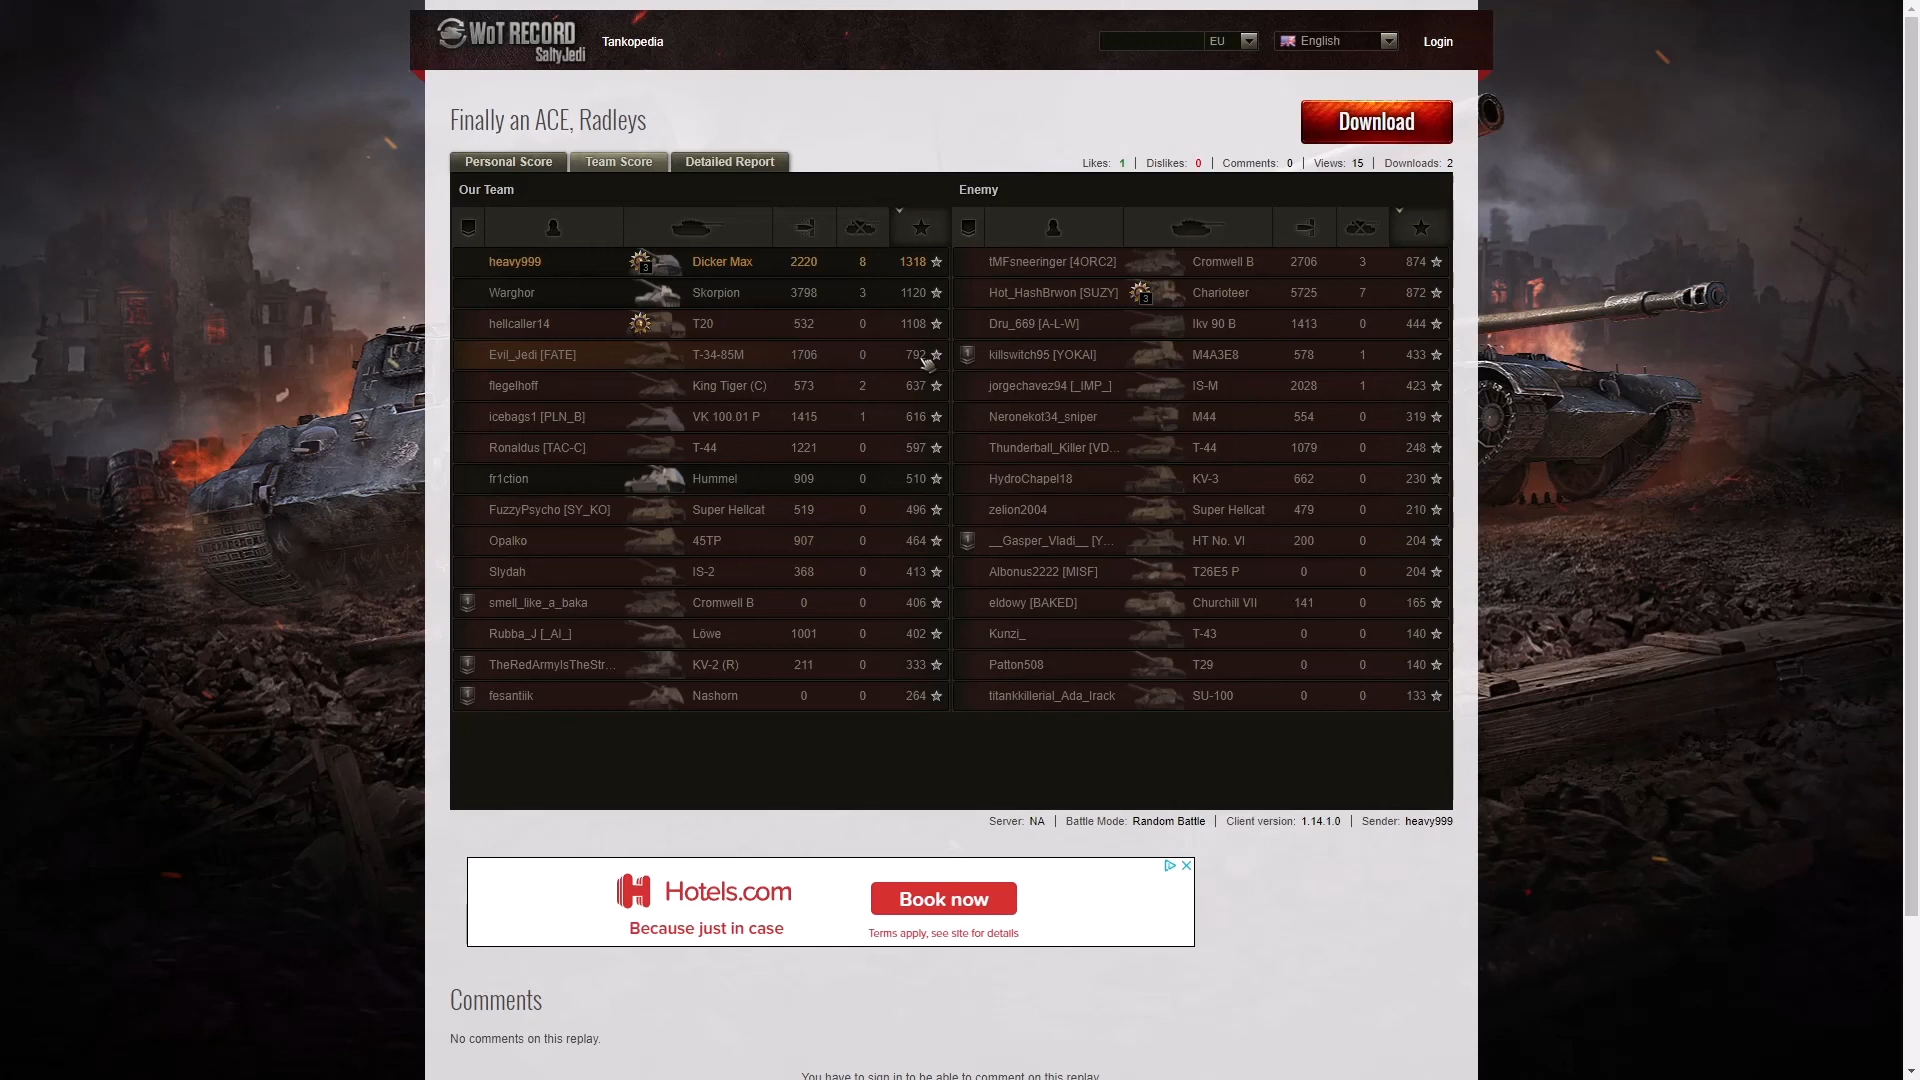 WoT RECORD
SaltyJedi
Tankopedia
EU
English
Login
Finally an ACE, Radleys
Download
Personal Score
Team Score
Detailed Report
Likes: 1 | Dislikes: 0 | Comments: 0 | Views: 15 | Downloads: 2
Our Team
Enemy
heavy999 3 Dicker Max 2220 8 1318
Warghor Skorpion 3798 3 1120
hellcaller14 T20 532 0 1108
Evil_Jedi [FATE] T-34-85M 1706 0 792
flegelhoff King Tiger (C) 573 2 637
icebags1 [PLN_B] VK 100.01 P 1415 1 616
Ronaldus [TAC-C] T-44 1221 0 597
fr1ction Hummel 909 0 510
FuzzyPsycho [SY_KO] Super Hellcat 519 0 496
Opalko 45TP 907 0 464
Slydah IS-2 368 0 413
1 smell_like_a_baka Cromwell B 0 0 406
Rubba_J [_AI_] Löwe 1001 0 402
1 TheRedArmyIsTheStr... KV-2 (R) 211 0 333
1 fesantiik Nashorn 0 0 264
tMFsneeringer [4ORC2] Cromwell B 2706 3 874
Hot_HashBrwon [SUZY] 3 Charioteer 5725 7 872
Dru_669 [A-L-W] Ikv 90 B 1413 0 444
1 killswitch95 [YOKAI] M4A3E8 578 1 433
jorgechavez94 [_IMP_] IS-M 2028 1 423
Neronekot34_sniper M44 554 0 319
Thunderball_Killer [VD... T-44 1079 0 248
HydroChapel18 KV-3 662 0 230
zelion2004 Super Hellcat 479 0 210
1 __Gasper_Vladi__ [Y... HT No. VI 200 0 204
Albonus2222 [MISF] T26E5 P 0 0 204
eldowy [BAKED] Churchill VII 141 0 165
Kunzi_ T-43 0 0 140
Patton508 T29 0 0 140
titankkillerial_Ada_Irack SU-100 0 0 133
Server: NA | Battle Mode: Random Battle | Client version: 1.14.1.0 | Sender: heavy999
Hotels.com
Because just in case
Book now
Terms apply, see site for details
Comments
No comments on this replay.
You have to sign in to be able to comment on this replay